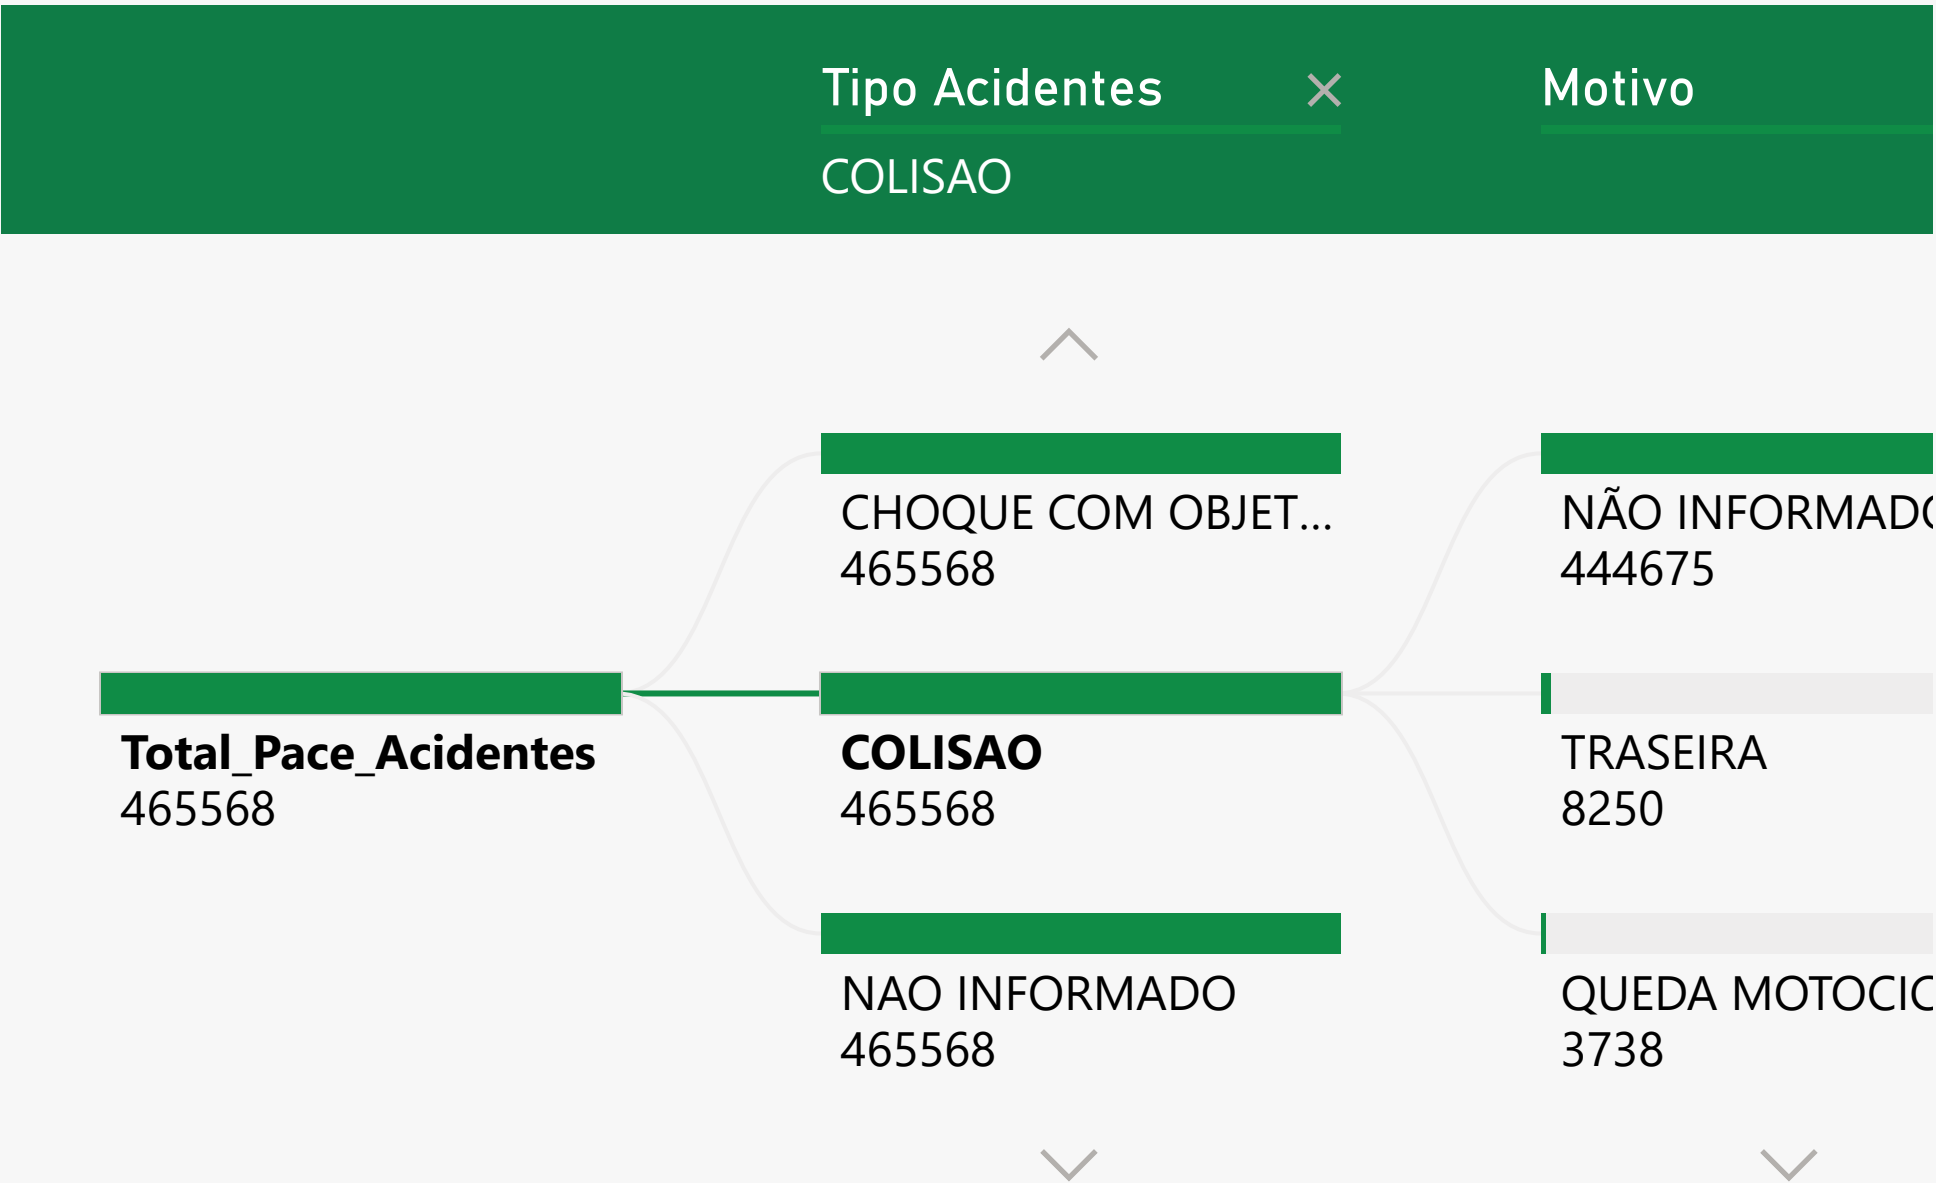 Tipo Acidentes
Motivo
COLISAO
CHOQUE COM OBJET...
465568
NÃO INFORMADO
444675
Total_Pace_Acidentes
465568
COLISAO
465568
TRASEIRA
8250
NAO INFORMADO
465568
QUEDA MOTOCIC
3738